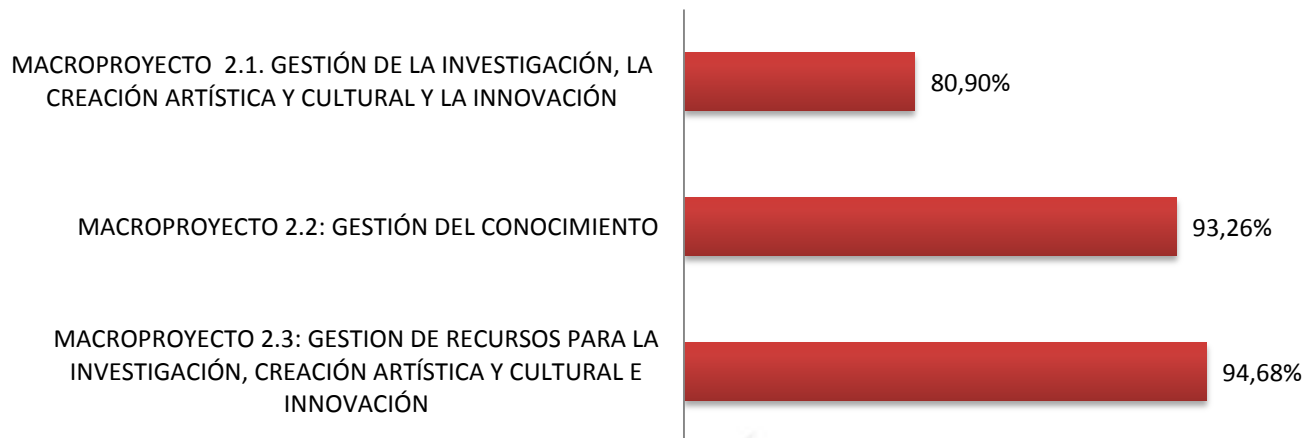 MACROPROYECTO 2.1. GESTIÓN DE LA INVESTIGACIÓN, LA
CREACIÓN ARTÍSTICA Y CULTURAL Y LA INNOVACIÓN
80,90%
MACROPROYECTO 2.2: GESTIÓN DEL CONOCIMIENTO
93,26%
MACROPROYECTO 2.3: GESTION DE RECURSOS PARA LA
INVESTIGACIÓN, CREACIÓN ARTÍSTICA Y CULTURAL E
INNOVACIÓN
94,68%